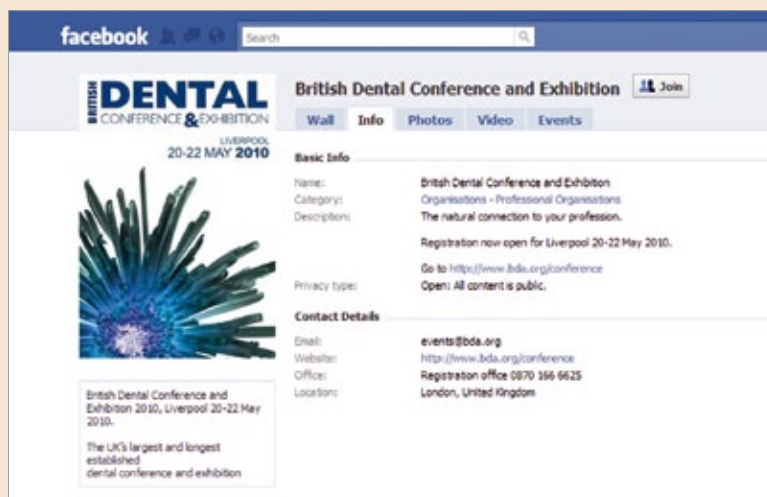 facebook
Search
BRITISH
DENTAL
CONFERENCE & EXHIBITION
LIVERPOOL
20-22 MAY 2010
British Dental Conference and Exhibition
Join
Wall Info Photos Video Events
Basic Info
Name: British Dental Conference and Exhibition
Category: Organisations - Professional Organisations
Description: The natural connection to your profession.
Registration now open for Liverpool 20-22 May 2010.
Go to http://www.bda.org/conference
Privacy type: Open: All content is public.
Contact Details
Email: events@bda.org
Website: http://www.bda.org/conference
Office: Registration office 0870 166 6625
Location: London, United Kingdom
British Dental Conference and
Exhibition 2010, Liverpool 20-22 May
2010.
The UK's largest and longest
established
dental conference and exhibition